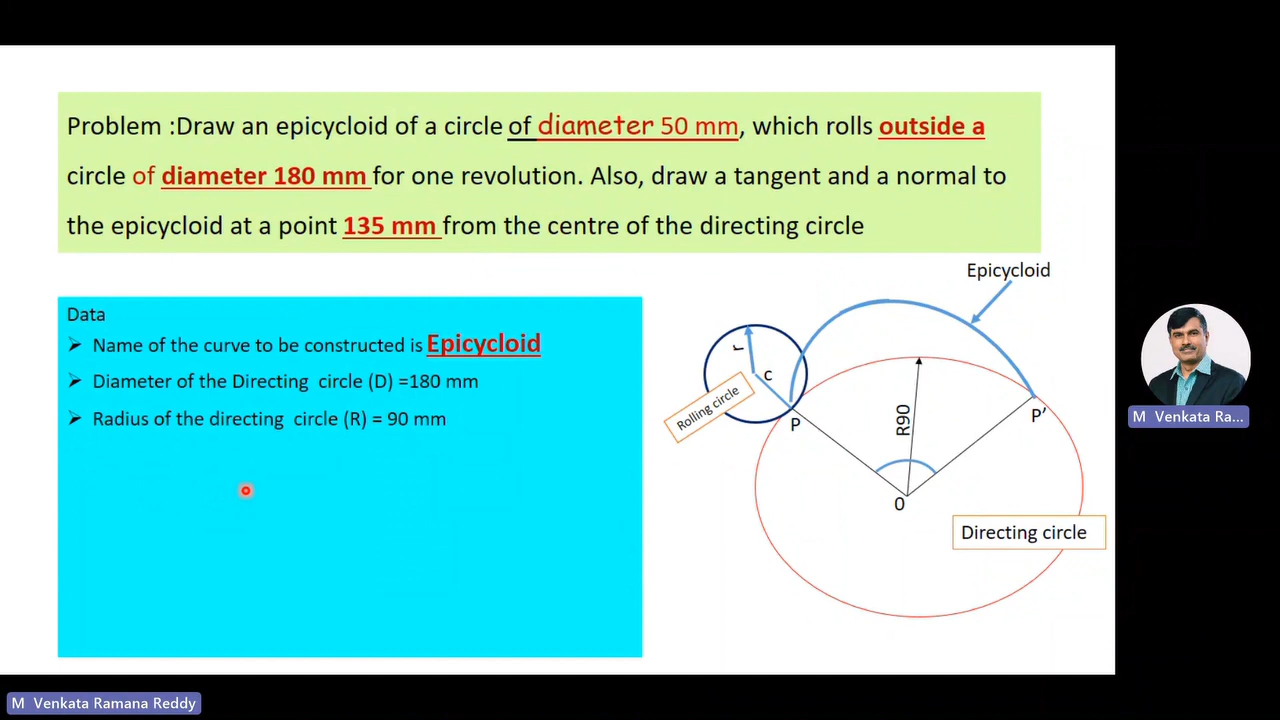 Problem :Draw an epicycloid of a circle of diameter 50 mm, which rolls outside a
circle of diameter 180 mm for one revolution. Also, draw a tangent and a normal to
the epicycloid at a point 135 mm from the centre of the directing circle
Epicycloid
Data
➤ Name of the curve to be constructed is Epicycloid
➤ Diameter of the Directing circle (D) =180 mm
➤ Radius of the directing circle (R) = 90 mm
r
C
Rolling circle
P
R90
P’
O
Directing circle
M Venkata Ra...
M Venkata Ramana Reddy